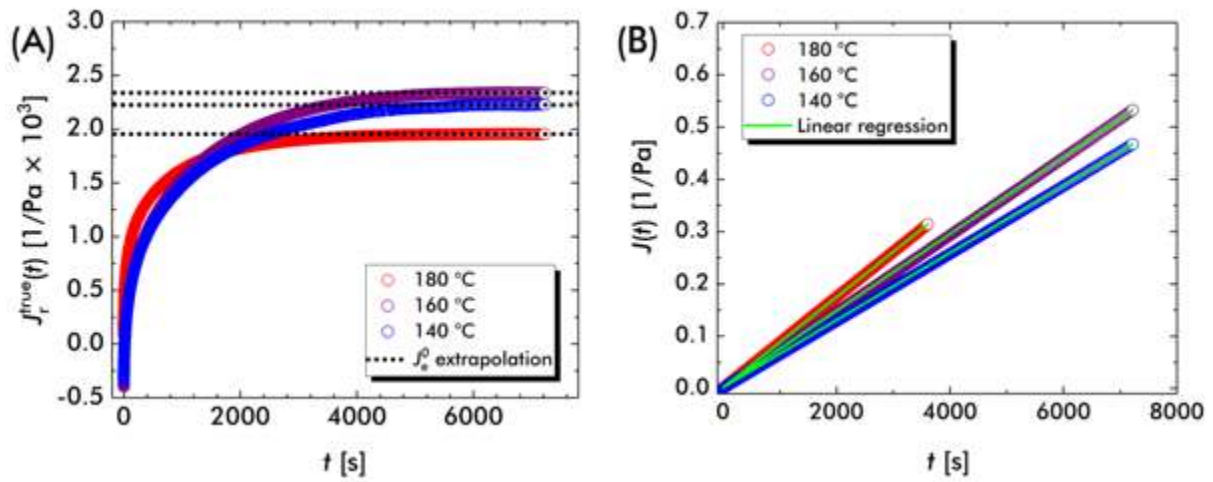 (A)
J_r^true(t) [1/Pa × 10³]
3.0
2.5
2.0
1.5
1.0
0.5
0.0
-0.5
180 °C
160 °C
140 °C
J_e^0 extrapolation
0 2000 4000 6000
t [s]
(B)
J(t) [1/Pa]
0.7
0.6
0.5
0.4
0.3
0.2
0.1
0.0
180 °C
160 °C
140 °C
Linear regression
0 2000 4000 6000 8000
t [s]